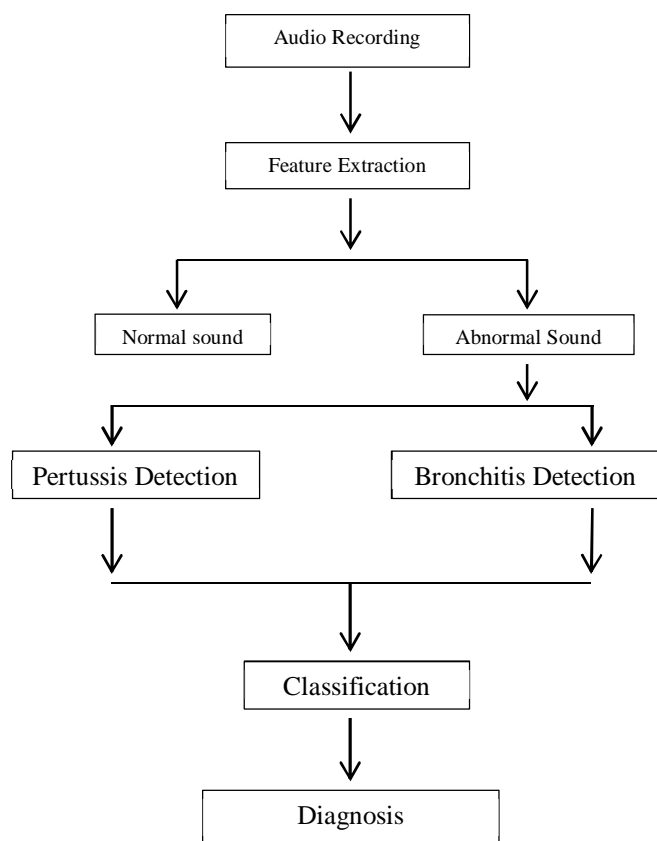 Audio Recording
Feature Extraction
Normal sound
Abnormal Sound
Pertussis Detection
Bronchitis Detection
Classification
Diagnosis